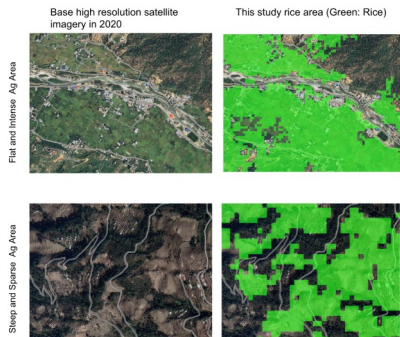 Base high resolution satellite
imagery in 2020
This study rice area (Green: Rice)
Flat and Intense Ag Area
Steep and Sparse Ag Area